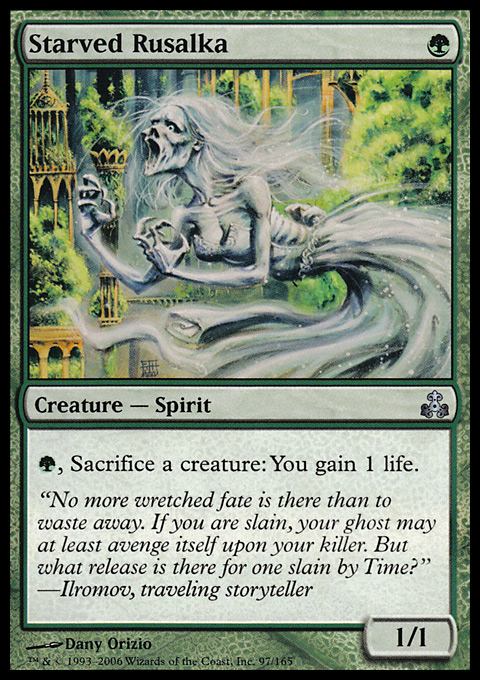 Starved Rusalka
Creature — Spirit
, Sacrifice a creature: You gain 1 life.
“No more wretched fate is there than to
waste away. If you are slain, your ghost may
at least avenge itself upon your killer. But
what release is there for one slain by Time?”
—Ilromov, traveling storyteller
1/1
Dany Orizio
™ & © 1993–2006 Wizards of the Coast, Inc. 97/165